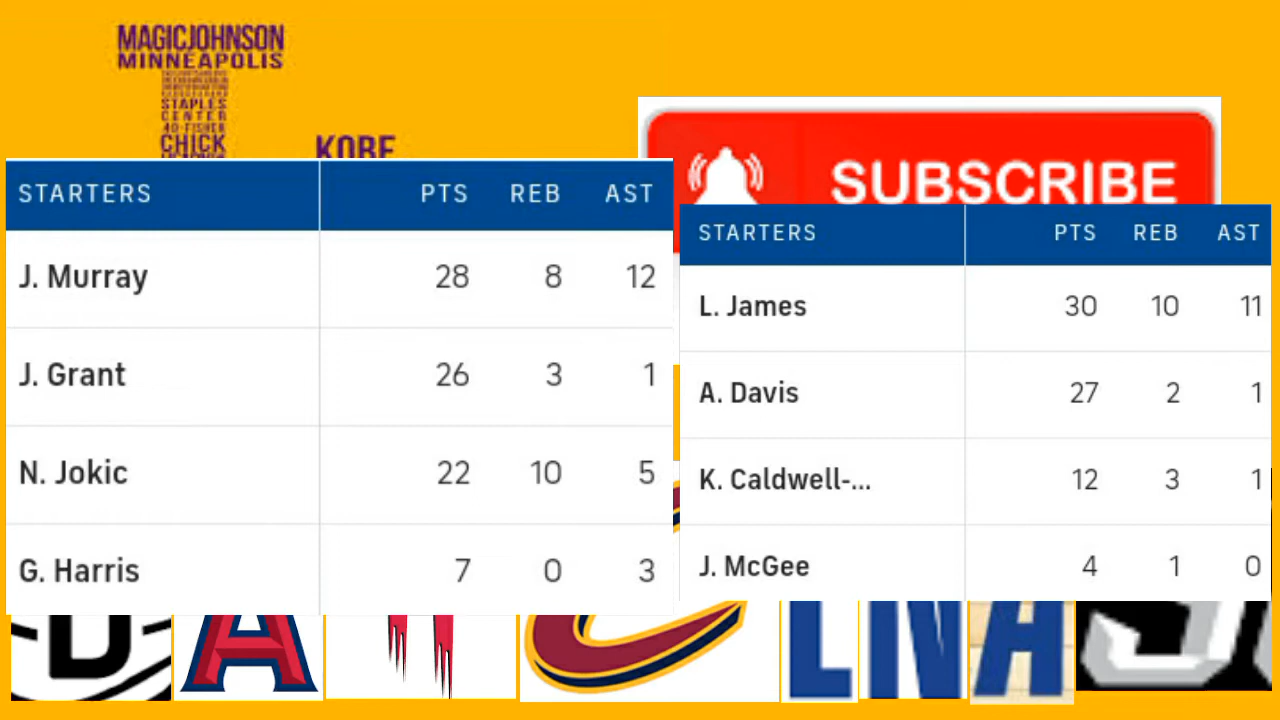 MAGICJOHNSON
MINNEAPOLIS
STAPLES
CENTER
40-FISHER
CHICK
KOBE
SUBSCRIBE
STARTERS PTS REB AST
J. Murray 28 8 12
J. Grant 26 3 1
N. Jokic 22 10 5
G. Harris 7 0 3
STARTERS PTS REB AST
L. James 30 10 11
A. Davis 27 2 1
K. Caldwell-... 12 3 1
J. McGee 4 1 0
D A C L NA